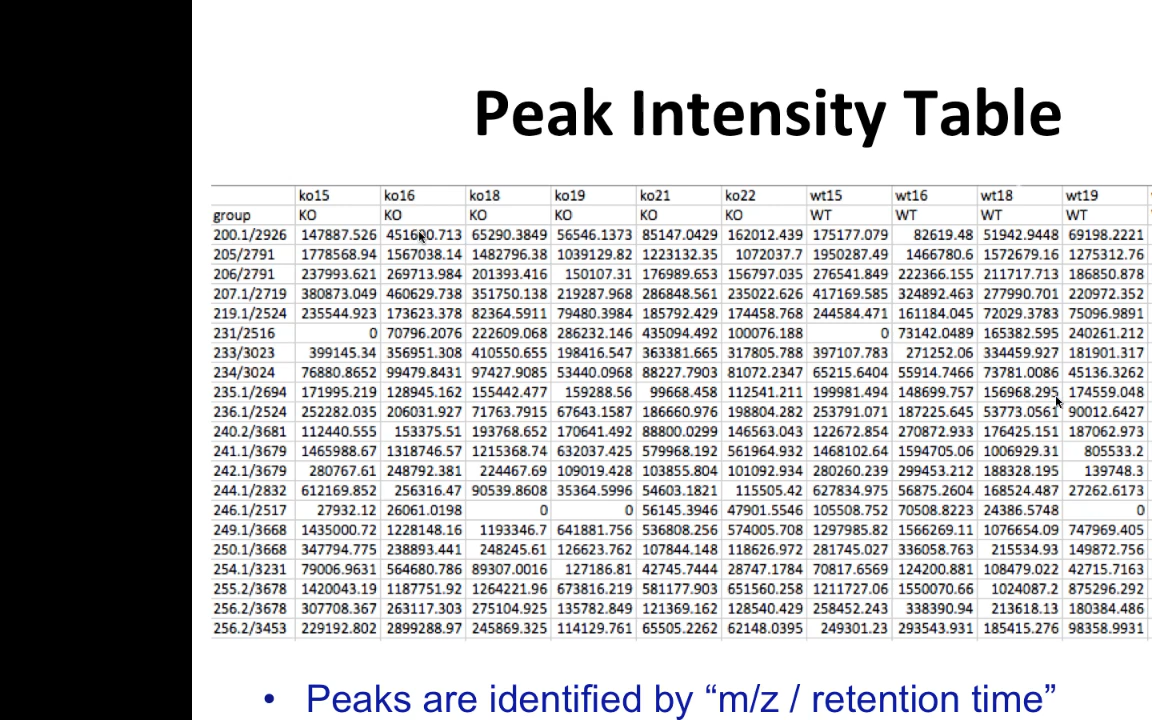 Peak Intensity Table
ko15 ko16 ko18 ko19 ko21 ko22 wt15 wt16 wt18 wt19
group KO KO KO KO KO KO WT WT WT WT
200.1/2926 147887.526 65290.3849 56546.1373 85147.0429 162012.439 175177.079 82619.48 51942.9448 69198.2221
205/2791 1778568.94 1567038.14 1482796.38 1039129.82 1223132.35 1072037.7 1950287.49 1466780.6 1572679.16 1275312.76
206/2791 237993.621 269713.984 201393.416 150107.31 176989.653 156797.035 276541.849 222366.155 211717.713 186850.878
207.1/2719 380873.049 460629.738 351750.138 219287.968 286848.561 235022.626 417169.585 324892.463 277990.701 220972.352
219.1/2524 235544.923 173623.378 82364.5911 79480.3984 185792.429 174458.768 244584.471 161184.045 72029.3783 75096.9891
231/2516 0 70796.2076 222609.068 286232.146 435094.492 100076.188 0 73142.0489 165382.595 240261.212
233/3023 399145.34 356951.308 410550.655 198416.547 363381.665 317805.788 397107.783 271252.06 334459.927 181901.317
234/3024 76880.8652 99479.8431 97427.9085 53440.0968 88227.7903 81072.2347 65215.6404 55914.7466 73781.0086 45136.3262
235.1/2694 171995.219 128945.162 155442.477 159288.56 99668.458 112541.211 199981.494 148699.757 156968.295 174559.048
236.1/2524 252282.035 206031.927 71763.7915 67643.1587 186660.976 198804.282 253791.071 187225.645 53773.0561 90012.6427
240.2/3681 112440.555 153375.51 193768.652 170641.492 88800.0299 146563.043 122672.854 270872.933 176425.151 187062.973
241.1/3679 1465988.67 1318746.57 1215368.74 632037.425 579968.192 561964.932 1468102.64 1594705.06 1006929.31 805533.2
242.1/3679 280767.61 248792.381 224467.69 109019.428 103855.804 101092.934 280260.239 299453.212 188328.195 139748.3
244.1/2832 612169.852 256316.47 90539.8608 35364.5996 54603.1821 115505.42 627834.975 56875.2604 168524.487 27262.6173
246.1/2517 27932.12 26061.0198 0 0 56145.3946 47901.5546 105508.752 70508.8223 24386.5748 0
249.1/3668 1435000.72 1228148.16 1193346.7 641881.756 536808.256 574005.708 1297985.82 1566269.11 1076654.09 747969.405
250.1/3668 347794.775 238893.441 248245.61 126623.762 107844.148 118626.972 281745.027 336058.763 215534.93 149872.756
254.1/3231 79006.9631 564680.786 89307.0016 127186.81 42745.7444 28747.1784 70817.6569 124200.881 108479.022 42715.7163
255.2/3678 1420043.19 1187751.92 1264221.96 673816.219 581177.903 651560.258 1211727.06 1550070.66 1024087.2 875296.292
256.2/3678 307708.367 263117.303 275104.925 135782.849 121369.162 128540.429 258452.243 338390.94 213618.13 180384.486
256.2/3453 229192.802 2899288.97 245869.325 114129.761 65505.2262 62148.0395 249301.23 293543.931 185415.276 98358.9931
• Peaks are identified by “m/z / retention time”